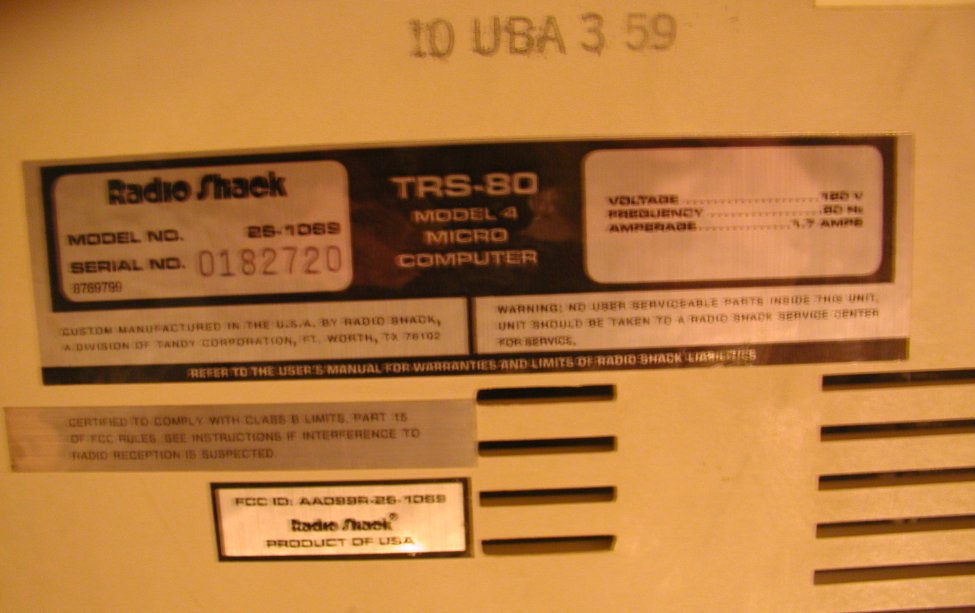 10 UBA 3 59
Radio Shack
MODEL NO. 26-1069
SERIAL NO. 0182720
8789799
TRS-80
MODEL 4
MICRO
COMPUTER
VOLTAGE.....................120 V
FREQUENCY..................60 Hz
AMPERAGE................1.7 AMPS
CUSTOM MANUFACTURED IN THE U.S.A. BY RADIO SHACK,
A DIVISION OF TANDY CORPORATION, FT. WORTH, TX 76102
WARNING: NO USER SERVICEABLE PARTS INSIDE THIS UNIT.
UNIT SHOULD BE TAKEN TO A RADIO SHACK SERVICE CENTER
FOR SERVICE.
REFER TO THE USER'S MANUAL FOR WARRANTIES AND LIMITS OF RADIO SHACK LIABILITIES
CERTIFIED TO COMPLY WITH CLASS B LIMITS, PART 15
OF FCC RULES. SEE INSTRUCTIONS IF INTERFERENCE TO
RADIO RECEPTION IS SUSPECTED.
FCC ID: AAO99R-26-1069
Radio Shack®
PRODUCT OF USA